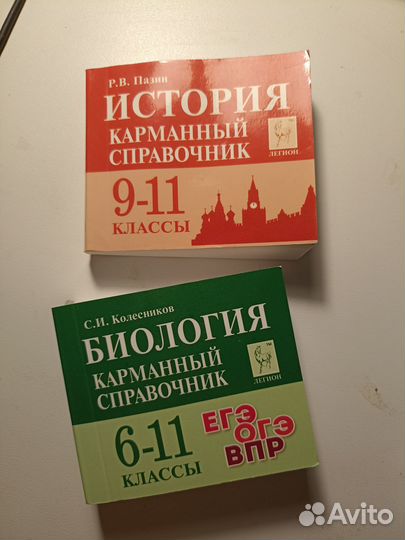 Р.В. Пазин
ИСТОРИЯ
КАРМАННЫЙ
СПРАВОЧНИК
ЛЕГИОН
9-11
КЛАССЫ
С.И. Колесников
БИОЛОГИЯ
КАРМАННЫЙ
СПРАВОЧНИК
TM
ЛЕГИОН
6-11
КЛАССЫ
ЕГЭ
ОГЭ
ВПР
Avito